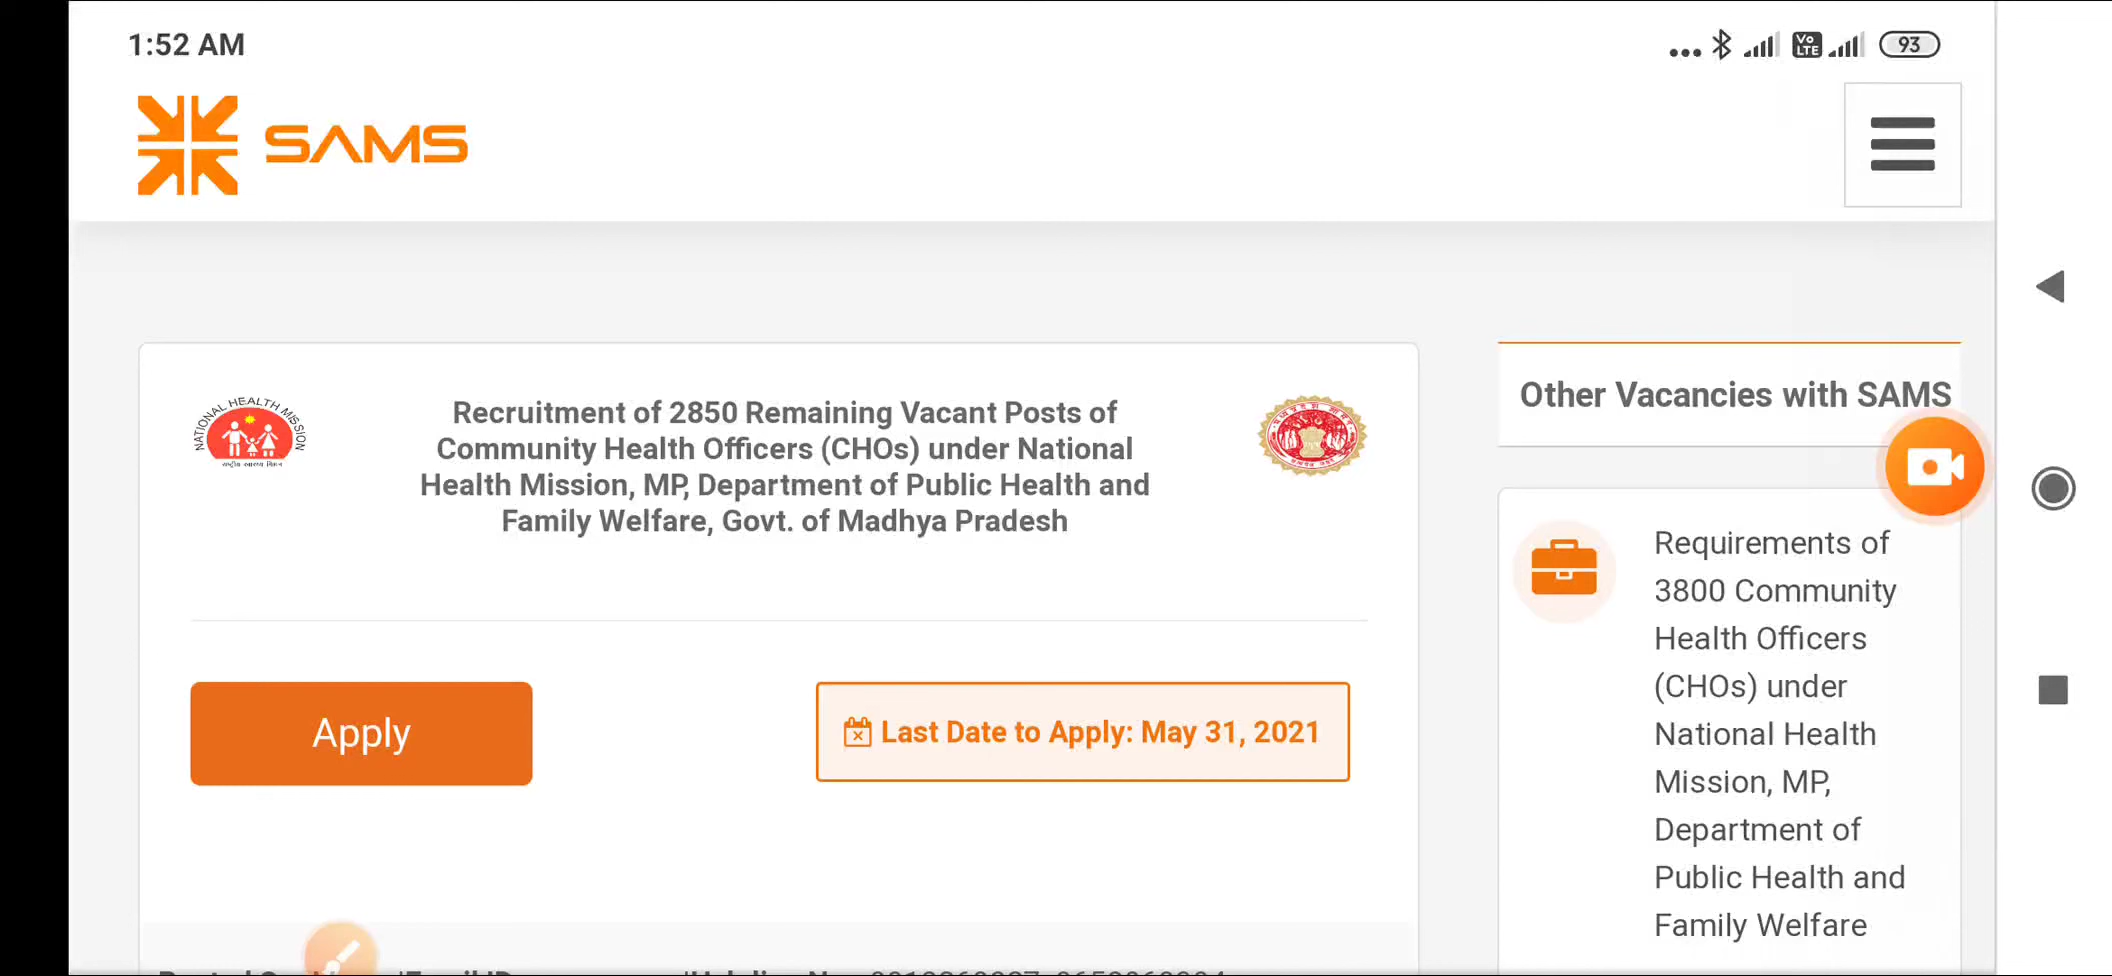 1:52 AM
Vo LTE
93
SAMS
NATIONAL HEALTH MISSION
Recruitment of 2850 Remaining Vacant Posts of
Community Health Officers (CHOs) under National
Health Mission, MP, Department of Public Health and
Family Welfare, Govt. of Madhya Pradesh
Apply
Last Date to Apply: May 31, 2021
Other Vacancies with SAMS
Requirements of
3800 Community
Health Officers
(CHOs) under
National Health
Mission, MP,
Department of
Public Health and
Family Welfare